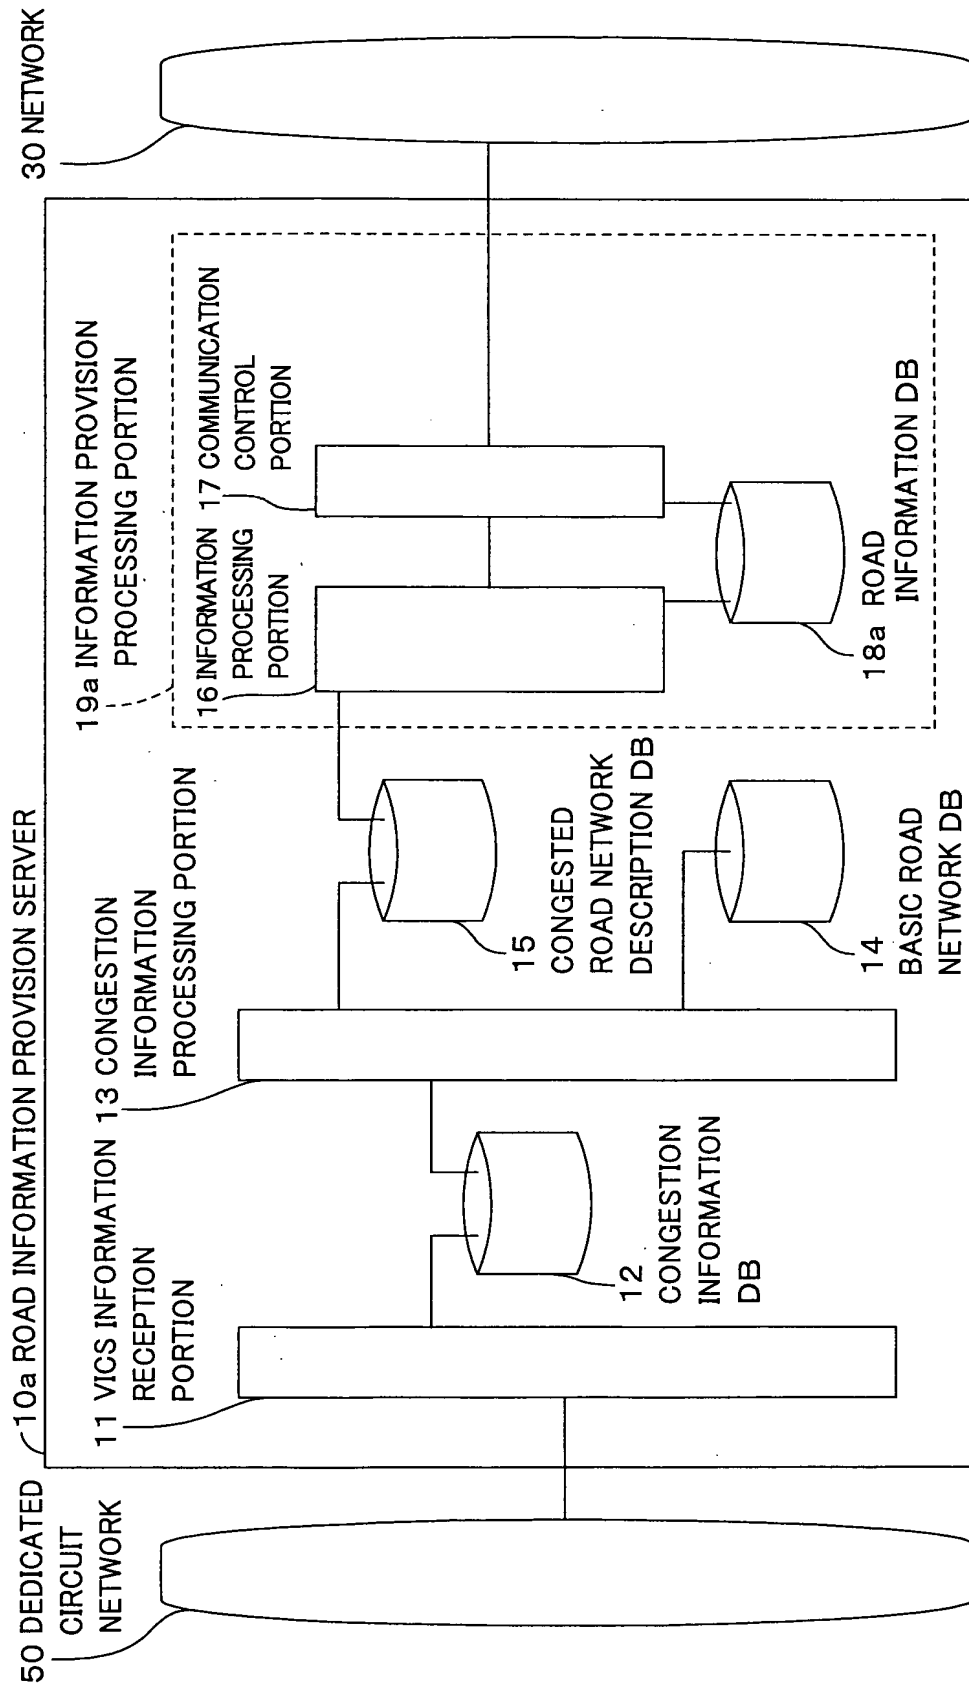 50 DEDICATED
CIRCUIT
NETWORK
10a ROAD INFORMATION PROVISION SERVER
11 VICS INFORMATION
RECEPTION
PORTION
12 CONGESTION
INFORMATION
DB
13 CONGESTION
INFORMATION
PROCESSING PORTION
15
CONGESTED
ROAD NETWORK
DESCRIPTION DB
14
BASIC ROAD
NETWORK DB
19a INFORMATION PROVISION
PROCESSING PORTION
16 INFORMATION
PROCESSING
PORTION
17 COMMUNICATION
CONTROL
PORTION
18a ROAD
INFORMATION DB
30 NETWORK